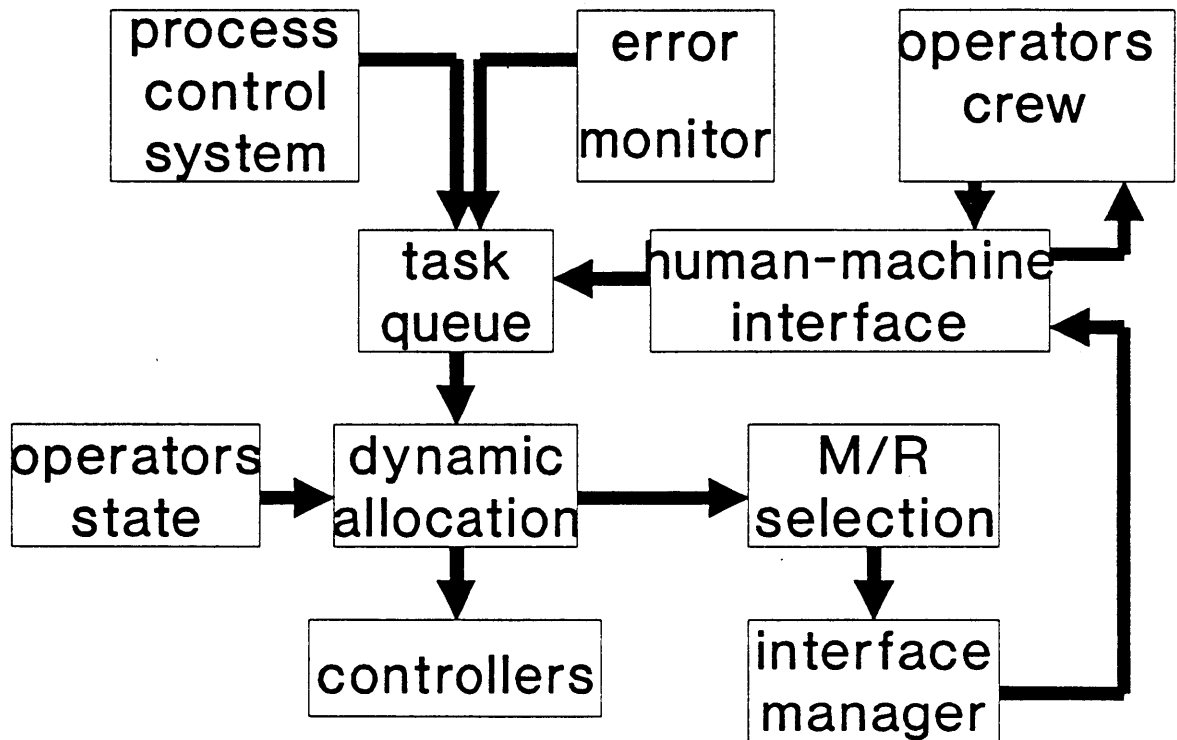 process
control
system
error
monitor
operators
crew
task
queue
human-machine
interface
operators
state
dynamic
allocation
M/R
selection
controllers
interface
manager